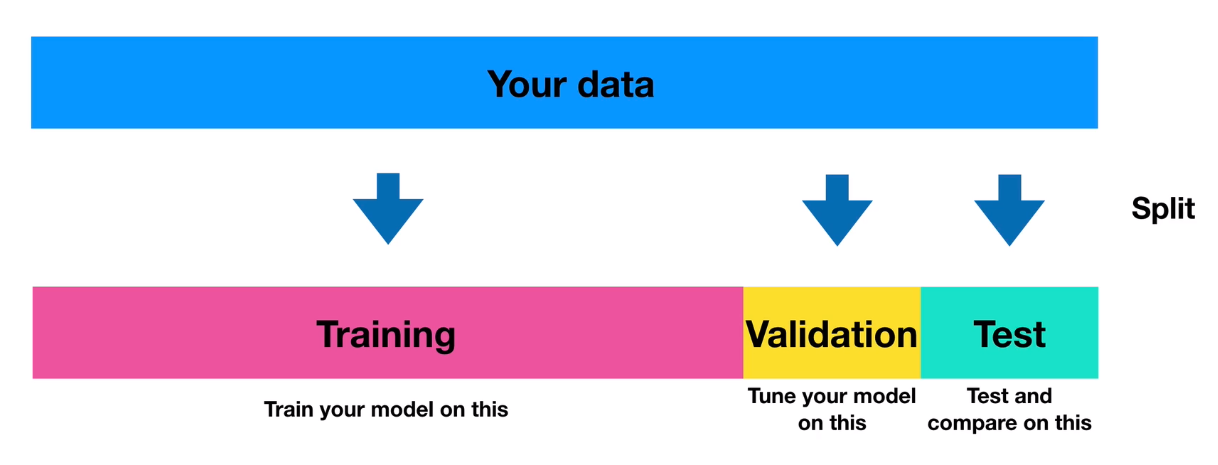 Your data
Split
Training
Validation
Test
Train your model on this
Tune your model
on this
Test and
compare on this